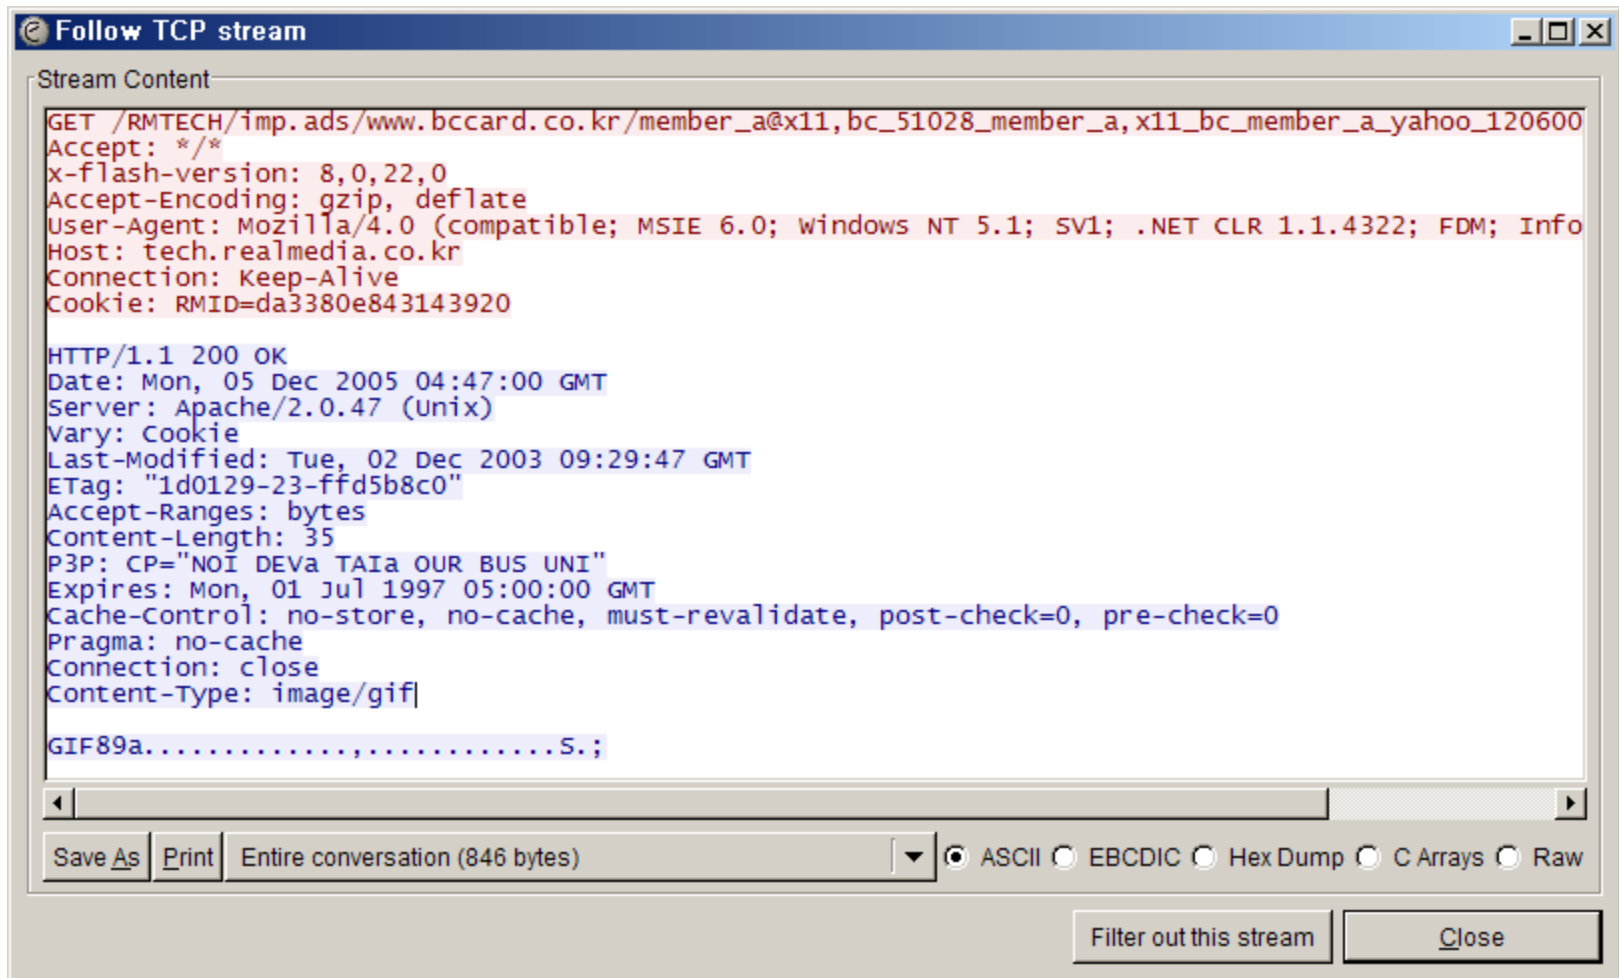 Follow TCP stream
Stream Content
GET /RMTECH/imp.ads/www.bccard.co.kr/member_a@x11,bc_51028_member_a,x11_bc_member_a_yahoo_120600
Accept: */*
x-flash-version: 8,0,22,0
Accept-Encoding: gzip, deflate
User-Agent: Mozilla/4.0 (compatible; MSIE 6.0; Windows NT 5.1; SV1; .NET CLR 1.1.4322; FDM; Info
Host: tech.realmedia.co.kr
Connection: Keep-Alive
Cookie: RMID=da3380e843143920
HTTP/1.1 200 OK
Date: Mon, 05 Dec 2005 04:47:00 GMT
Server: Apache/2.0.47 (Unix)
Vary: Cookie
Last-Modified: Tue, 02 Dec 2003 09:29:47 GMT
ETag: "1d0129-23-ffd5b8c0"
Accept-Ranges: bytes
Content-Length: 35
P3P: CP="NOI DEVa TAIa OUR BUS UNI"
Expires: Mon, 01 Jul 1997 05:00:00 GMT
Cache-Control: no-store, no-cache, must-revalidate, post-check=0, pre-check=0
Pragma: no-cache
Connection: close
Content-Type: image/gif
GIF89a.............,............S.;
Save As Print Entire conversation (846 bytes) ASCII EBCDIC Hex Dump C Arrays Raw
Filter out this stream Close